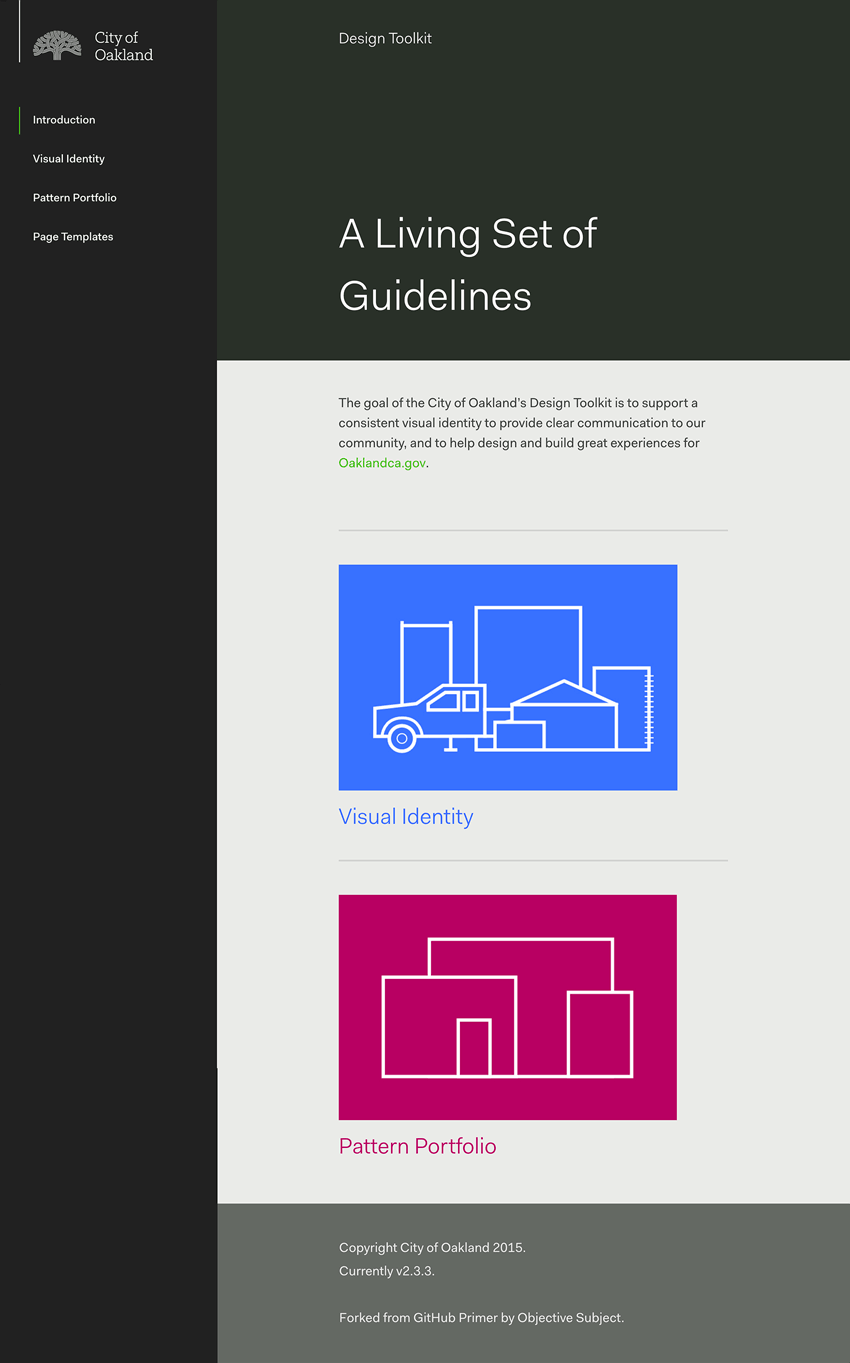 City of
Oakland
Introduction
Visual Identity
Pattern Portfolio
Page Templates
Design Toolkit
A Living Set of
Guidelines
The goal of the City of Oakland's Design Toolkit is to support a
consistent visual identity to provide clear communication to our
community, and to help design and build great experiences for
Oaklandca.gov.
Visual Identity
Pattern Portfolio
Copyright City of Oakland 2015.
Currently v2.3.3.
Forked from GitHub Primer by Objective Subject.